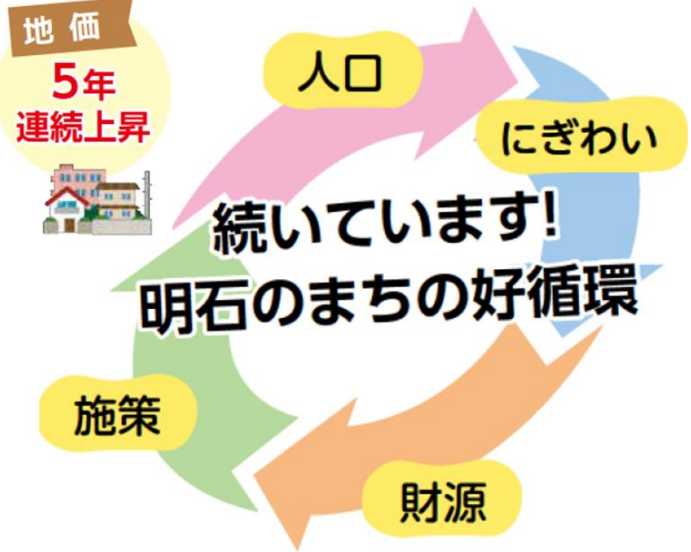 地価
5年
連続上昇
人口
にぎわい
続いています!
明石のまちの好循環
施策
財源